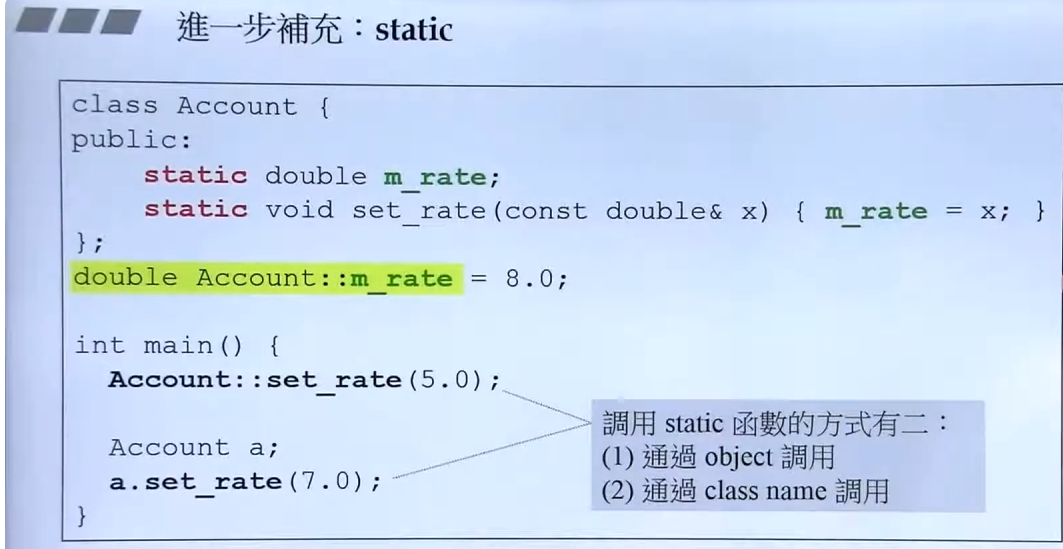 進一步補充：static
class Account {
public:
static double m_rate;
static void set_rate(const double& x) { m_rate = x; }
};
double Account::m_rate = 8.0;
int main() {
Account::set_rate(5.0);
Account a;
a.set_rate(7.0);
}
調用 static 函數的方式有二：
(1) 通過 object 調用
(2) 通過 class name 調用